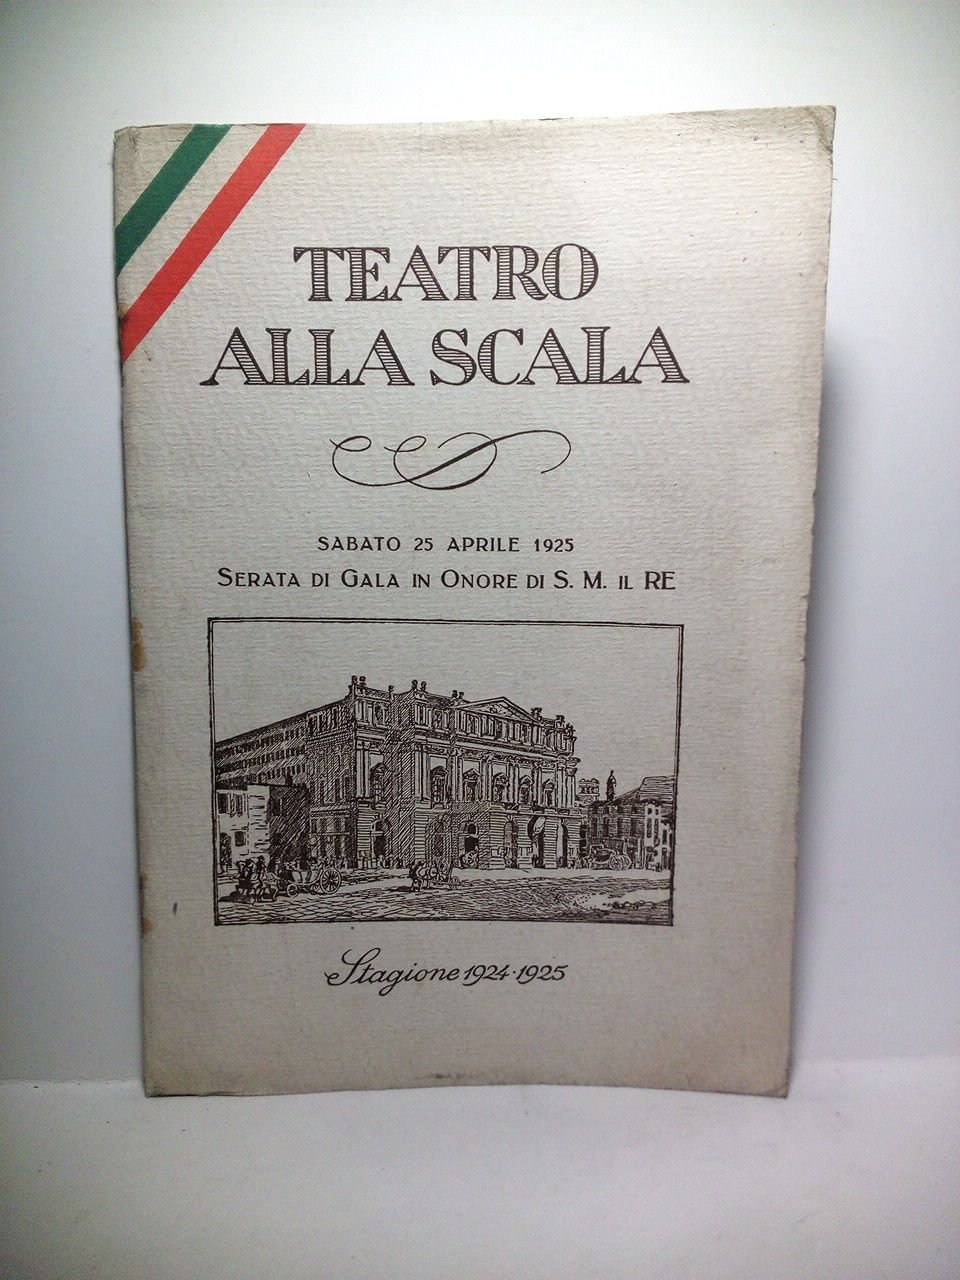 TEATRO
ALLA SCALA
SABATO 25 APRILE 1925
SERATA DI GALA IN ONORE DI S. M. IL RE
Stagione 1924·1925